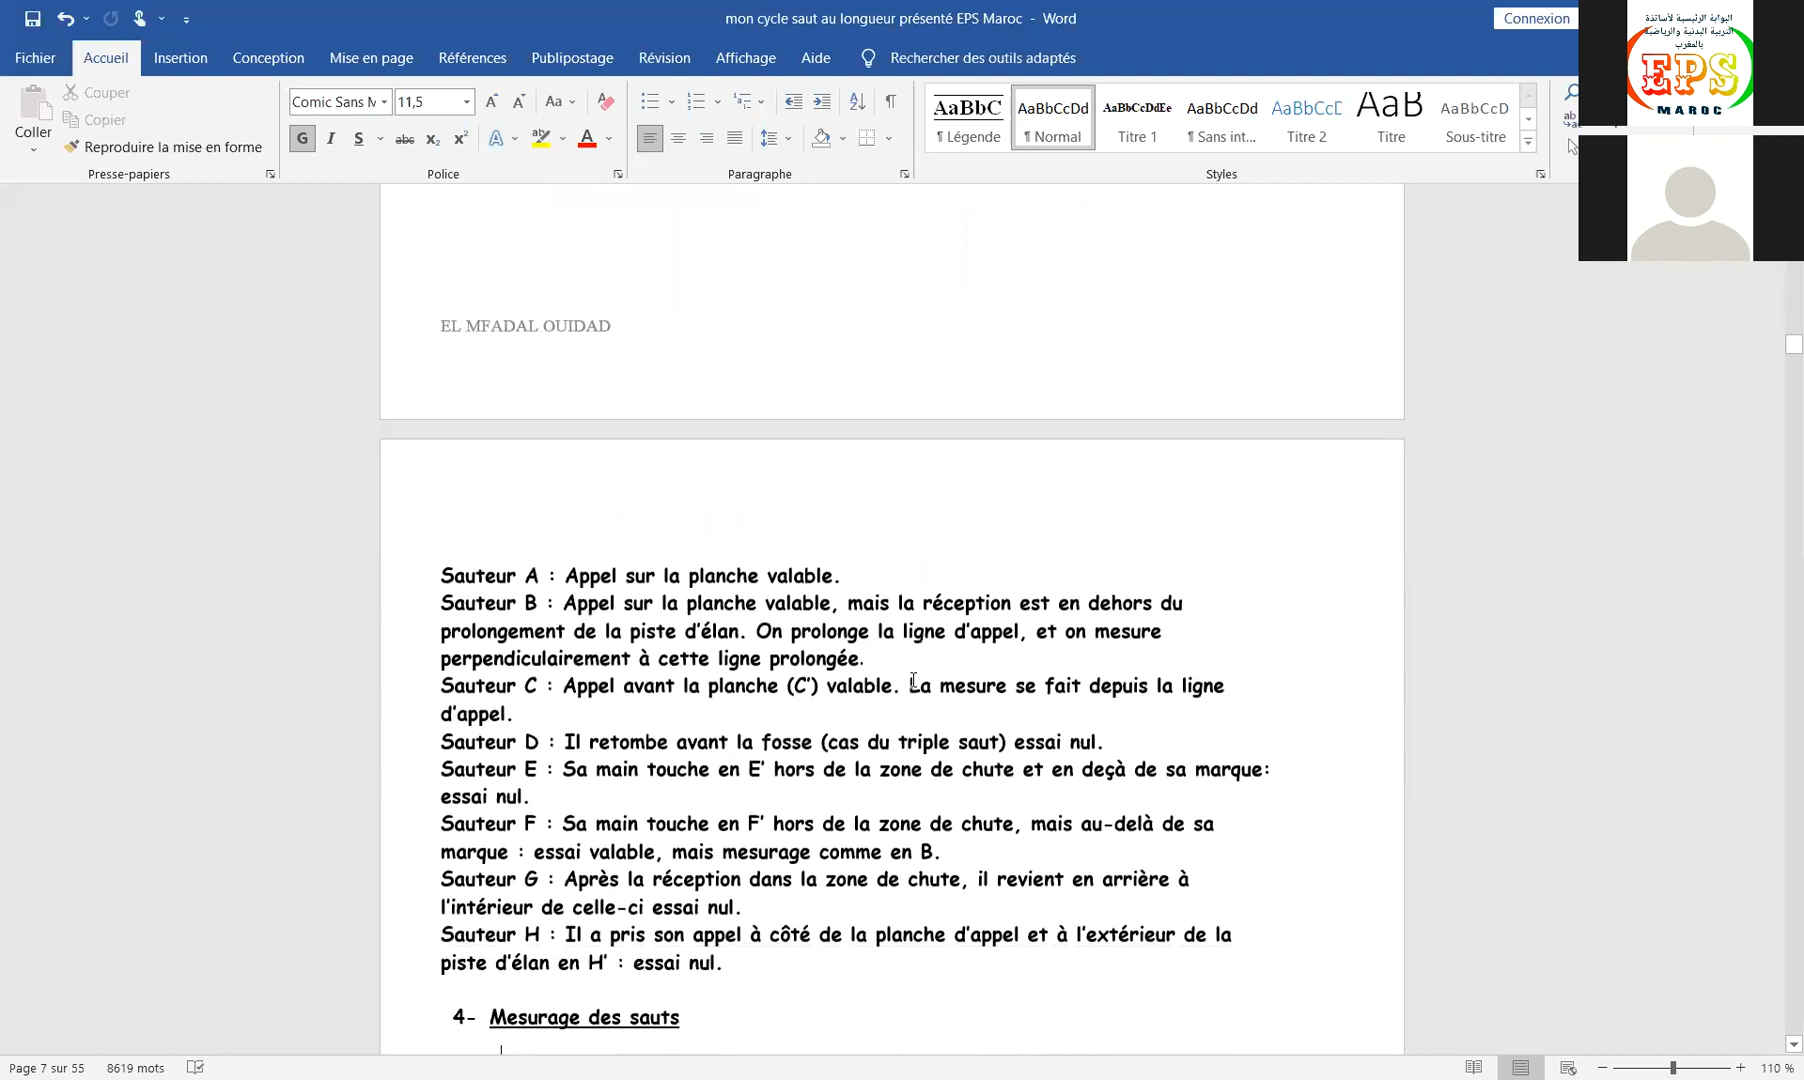 mon cycle saut au longueur présenté EPS Maroc - Word
Connexion
البوابة الرئيسية لأساتذة
التربية البدنية والرياضية
بالمغرب
EPS
MAROC
Fichier Accueil Insertion Conception Mise en page Références Publipostage Révision Affichage Aide Rechercher des outils adaptés
Couper
Copier
Coller
Reproduire la mise en forme
Comic Sans M 11,5
AaBbC AaBbCcDd AaBbCcDdEe AaBbCcDd AaBbCcD AaB AaBbCcD
¶ Légende ¶ Normal Titre 1 ¶ Sans int... Titre 2 Titre Sous-titre
Presse-papiers Police Paragraphe Styles
EL MFADAL OUIDAD
Sauteur A : Appel sur la planche valable.
Sauteur B : Appel sur la planche valable, mais la réception est en dehors du
prolongement de la piste d'élan. On prolonge la ligne d'appel, et on mesure
perpendiculairement à cette ligne prolongée.
Sauteur C : Appel avant la planche (C') valable. La mesure se fait depuis la ligne
d'appel.
Sauteur D : Il retombe avant la fosse (cas du triple saut) essai nul.
Sauteur E : Sa main touche en E' hors de la zone de chute et en deçà de sa marque:
essai nul.
Sauteur F : Sa main touche en F' hors de la zone de chute, mais au-delà de sa
marque : essai valable, mais mesurage comme en B.
Sauteur G : Après la réception dans la zone de chute, il revient en arrière à
l'intérieur de celle-ci essai nul.
Sauteur H : Il a pris son appel à côté de la planche d'appel et à l'extérieur de la
piste d'élan en H' : essai nul.
4- Mesurage des sauts
Page 7 sur 55 8619 mots 110 %